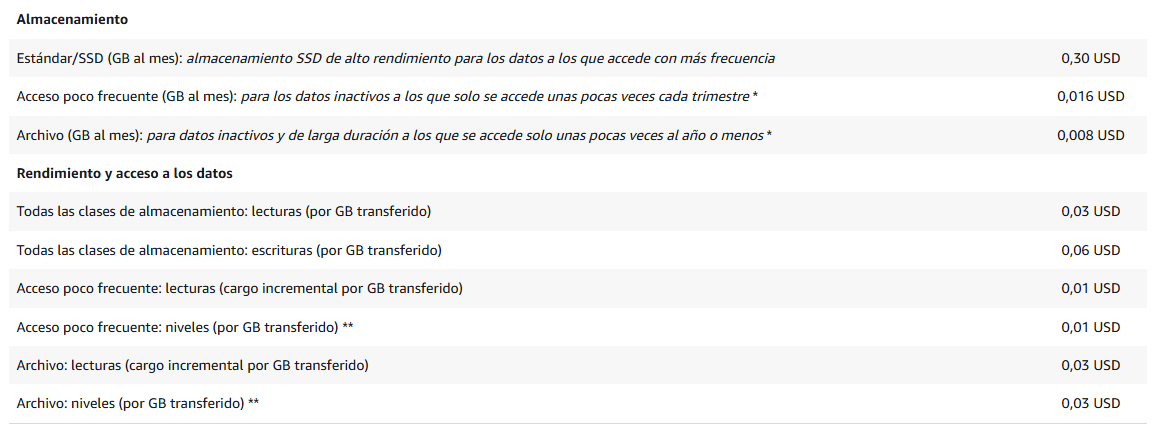 Almacenamiento
Estándar/SSD (GB al mes): almacenamiento SSD de alto rendimiento para los datos a los que accede con más frecuencia 0,30 USD
Acceso poco frecuente (GB al mes): para los datos inactivos a los que solo se accede unas pocas veces cada trimestre * 0,016 USD
Archivo (GB al mes): para datos inactivos y de larga duración a los que se accede solo unas pocas veces al año o menos * 0,008 USD
Rendimiento y acceso a los datos
Todas las clases de almacenamiento: lecturas (por GB transferido) 0,03 USD
Todas las clases de almacenamiento: escrituras (por GB transferido) 0,06 USD
Acceso poco frecuente: lecturas (cargo incremental por GB transferido) 0,01 USD
Acceso poco frecuente: niveles (por GB transferido) ** 0,01 USD
Archivo: lecturas (cargo incremental por GB transferido) 0,03 USD
Archivo: niveles (por GB transferido) ** 0,03 USD